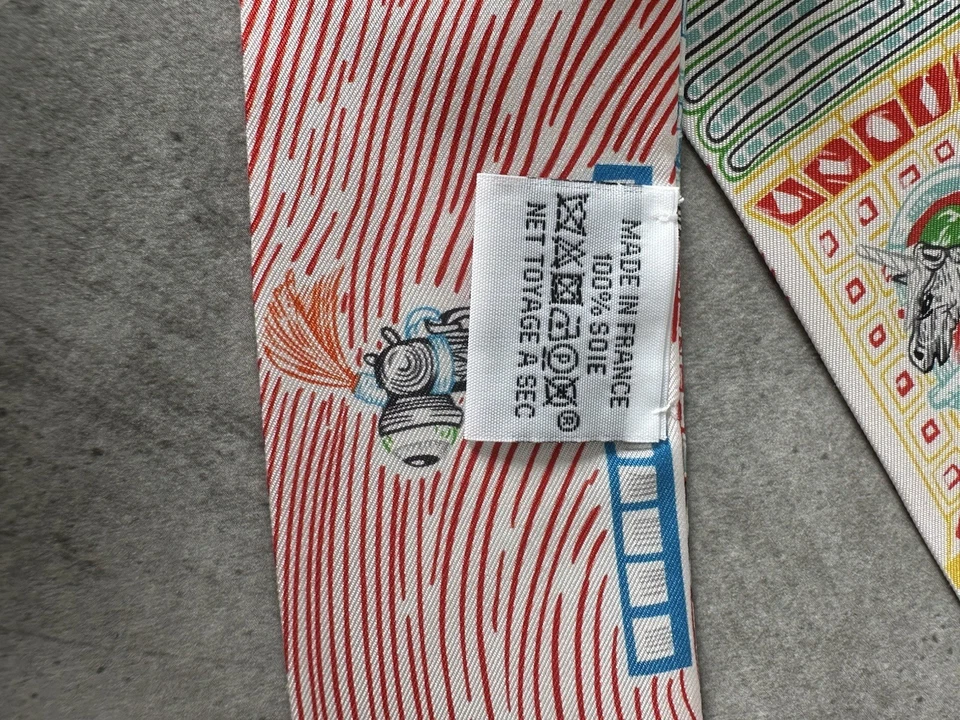 MADE IN FRANCE
100% SOIE
®
NETTOYAGE A SEC